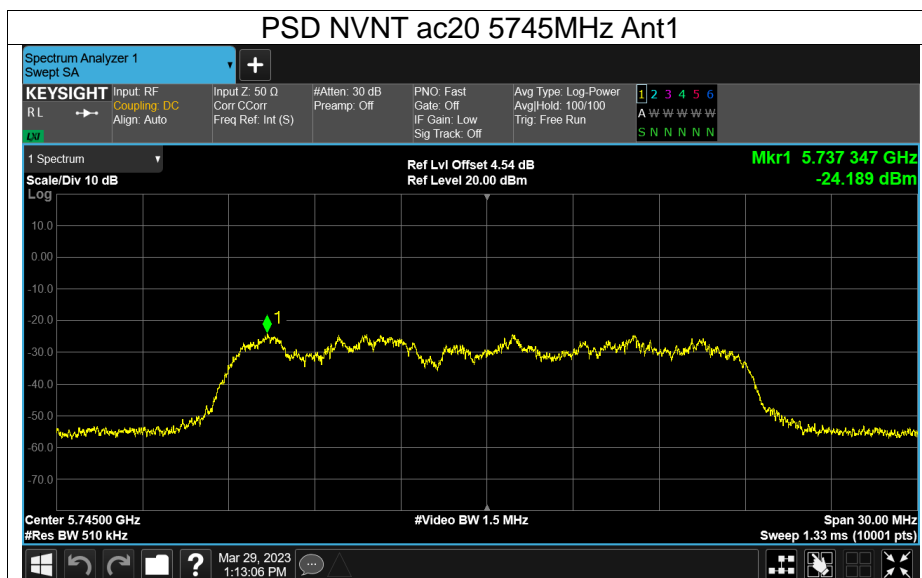 PSD NVNT ac20 5745MHz Ant1
Spectrum Analyzer 1
Swept SA
KEYSIGHT
RL
LXI
Input: RF
Coupling: DC
Align: Auto
Input Z: 50 Ω
Corr CCorr
Freq Ref: Int (S)
#Atten: 30 dB
Preamp: Off
PNO: Fast
Gate: Off
IF Gain: Low
Sig Track: Off
Avg Type: Log-Power
Avg|Hold: 100/100
Trig: Free Run
1 2 3 4 5 6
A W W W W W
S N N N N N
1 Spectrum
Scale/Div 10 dB
Ref Lvl Offset 4.54 dB
Ref Level 20.00 dBm
Mkr1 5.737 347 GHz
-24.189 dBm
Log
10.0
0.00
-10.0
-20.0
-30.0
-40.0
-50.0
-60.0
-70.0
1
Center 5.74500 GHz
#Res BW 510 kHz
#Video BW 1.5 MHz
Span 30.00 MHz
Sweep 1.33 ms (10001 pts)
?
Mar 29, 2023
1:13:06 PM